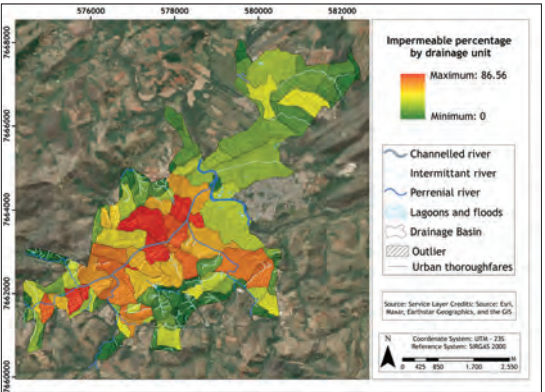 576000 578000 580000 582000
7668000
7666000
7664000
7662000
7660000
Impermeable percentage
by drainage unit
Maximum: 86.56
Minimum: 0
Channelled river
Intermittant river
Perrenial river
Lagoons and floods
Drainage Basin
Outlier
Urban thoroughfares
Source: Service Layer Credits: Source: Esri,
Maxar, Earthstar Geographics, and the GIS
Coordinate System: UTM - 23S
Reference System: SIRGAS 2000
N
M
0 425 850 1.700 2.550